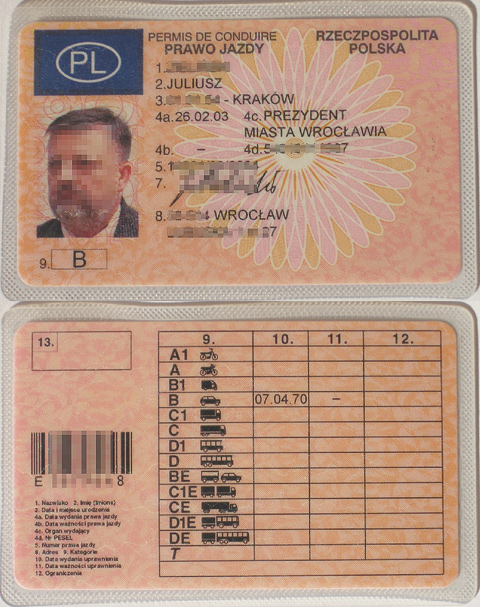 PL
PERMIS DE CONDUIRE
PRAWO JAZDY
RZECZPOSPOLITA
POLSKA
1.
2.JULIUSZ
3. - KRAKÓW
4a.26.02.03 4c.PREZYDENT
MIASTA WROCŁAWIA
4b. – 4d.
5.
7.
8. WROCŁAW
9. B
13.
9. 10. 11. 12.
A1
A
B1
B 07.04.70 –
C1
C
D1
D
BE
C1E
CE
D1E
DE
T
E 8
1. Nazwisko 2. Imię (imiona)
3. Data i miejsce urodzenia
4a. Data wydania prawa jazdy
4b. Data ważności prawa jazdy
4c. Organ wydający
4d. Nr PESEL
5. Numer prawa jazdy
8. Adres 9. Kategorie
10. Data wydania uprawnienia
11. Data ważności uprawnienia
12. Ograniczenia